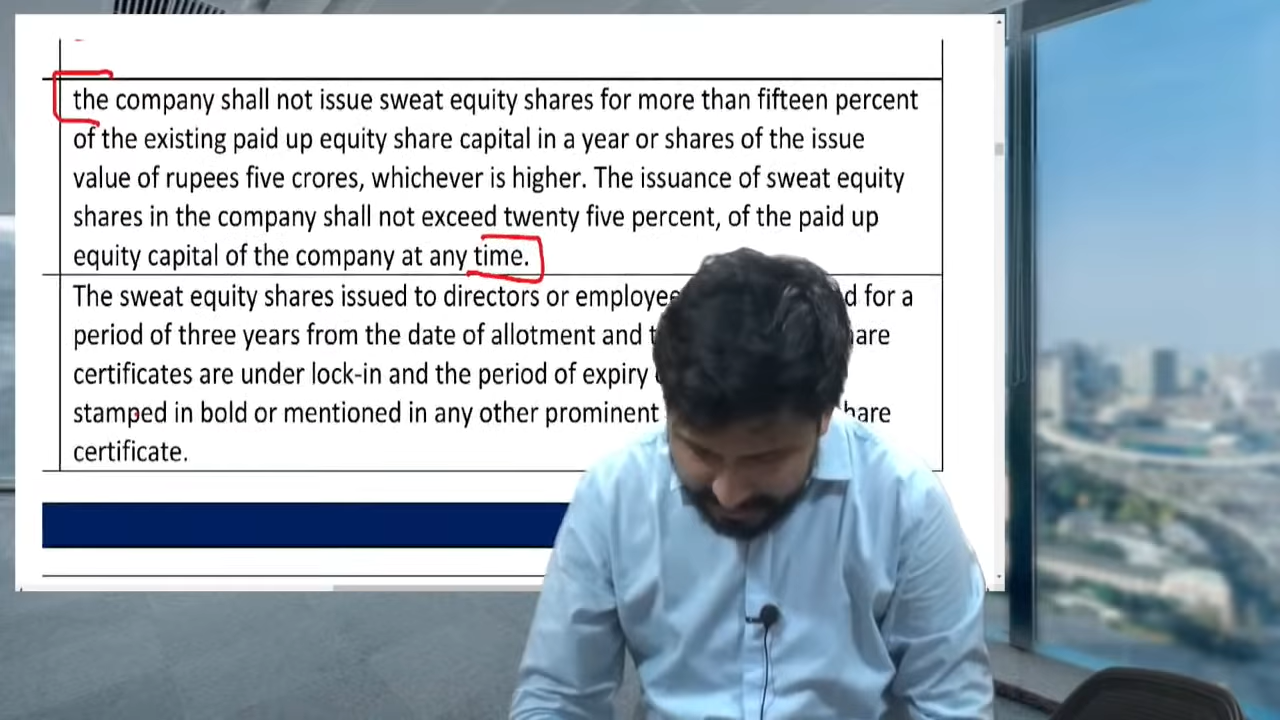 the company shall not issue sweat equity shares for more than fifteen percent
of the existing paid up equity share capital in a year or shares of the issue
value of rupees five crores, whichever is higher. The issuance of sweat equity
shares in the company shall not exceed twenty five percent, of the paid up
equity capital of the company at any time.
The sweat equity shares issued to directors or d for a
period of three years from the date of allotment and
certificates are under lock-in and the period of expiry
stamped in bold or mentioned in any other prominent
certificate.